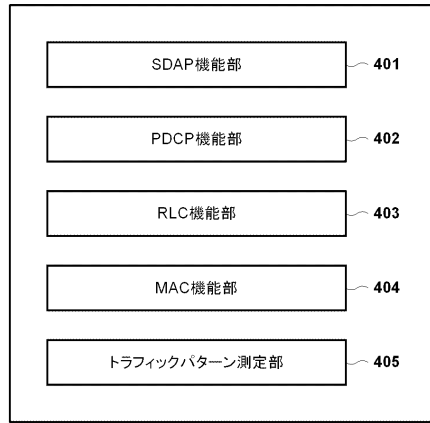 SDAP機能部 401
PDCP機能部 402
RLC機能部 403
MAC機能部 404
トラフィックパターン測定部 405